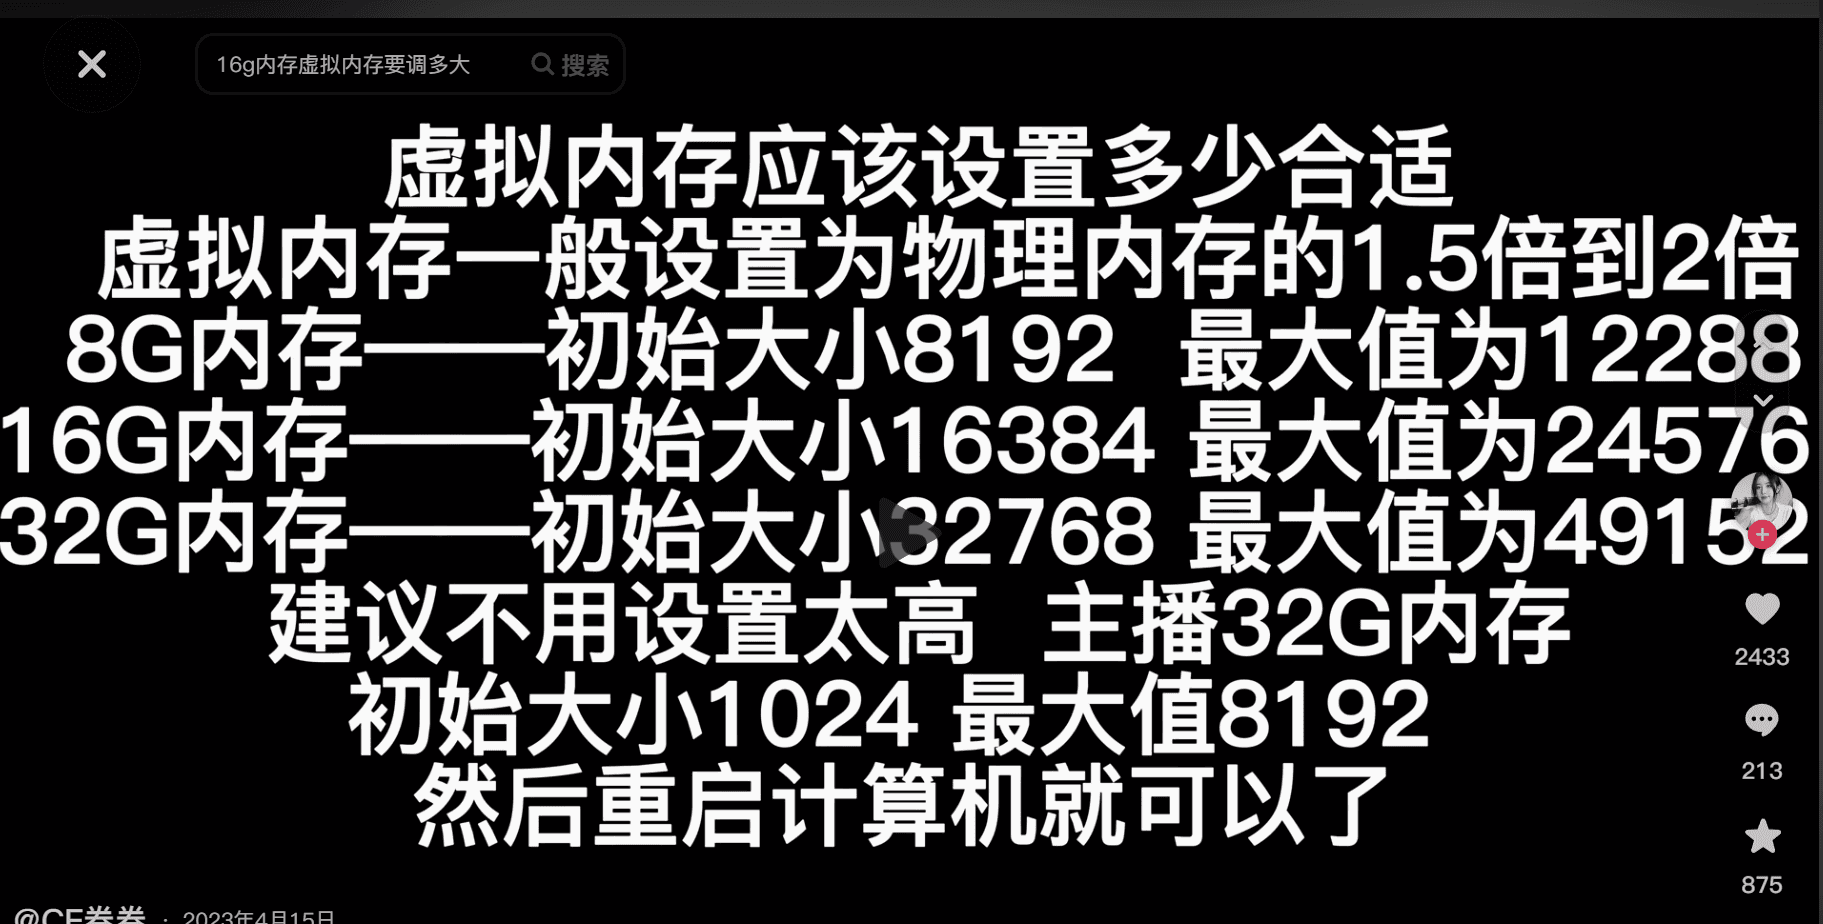 16g内存虚拟内存要调多大 搜索
虚拟内存应该设置多少合适
虚拟内存一般设置为物理内存的1.5倍到2倍
8G内存——初始大小8192 最大值为12288
16G内存——初始大小16384 最大值为24576
32G内存——初始大小32768 最大值为49152
建议不用设置太高 主播32G内存
初始大小1024 最大值8192
然后重启计算机就可以了
2433
213
875
@CF券券 · 2023年4月15日